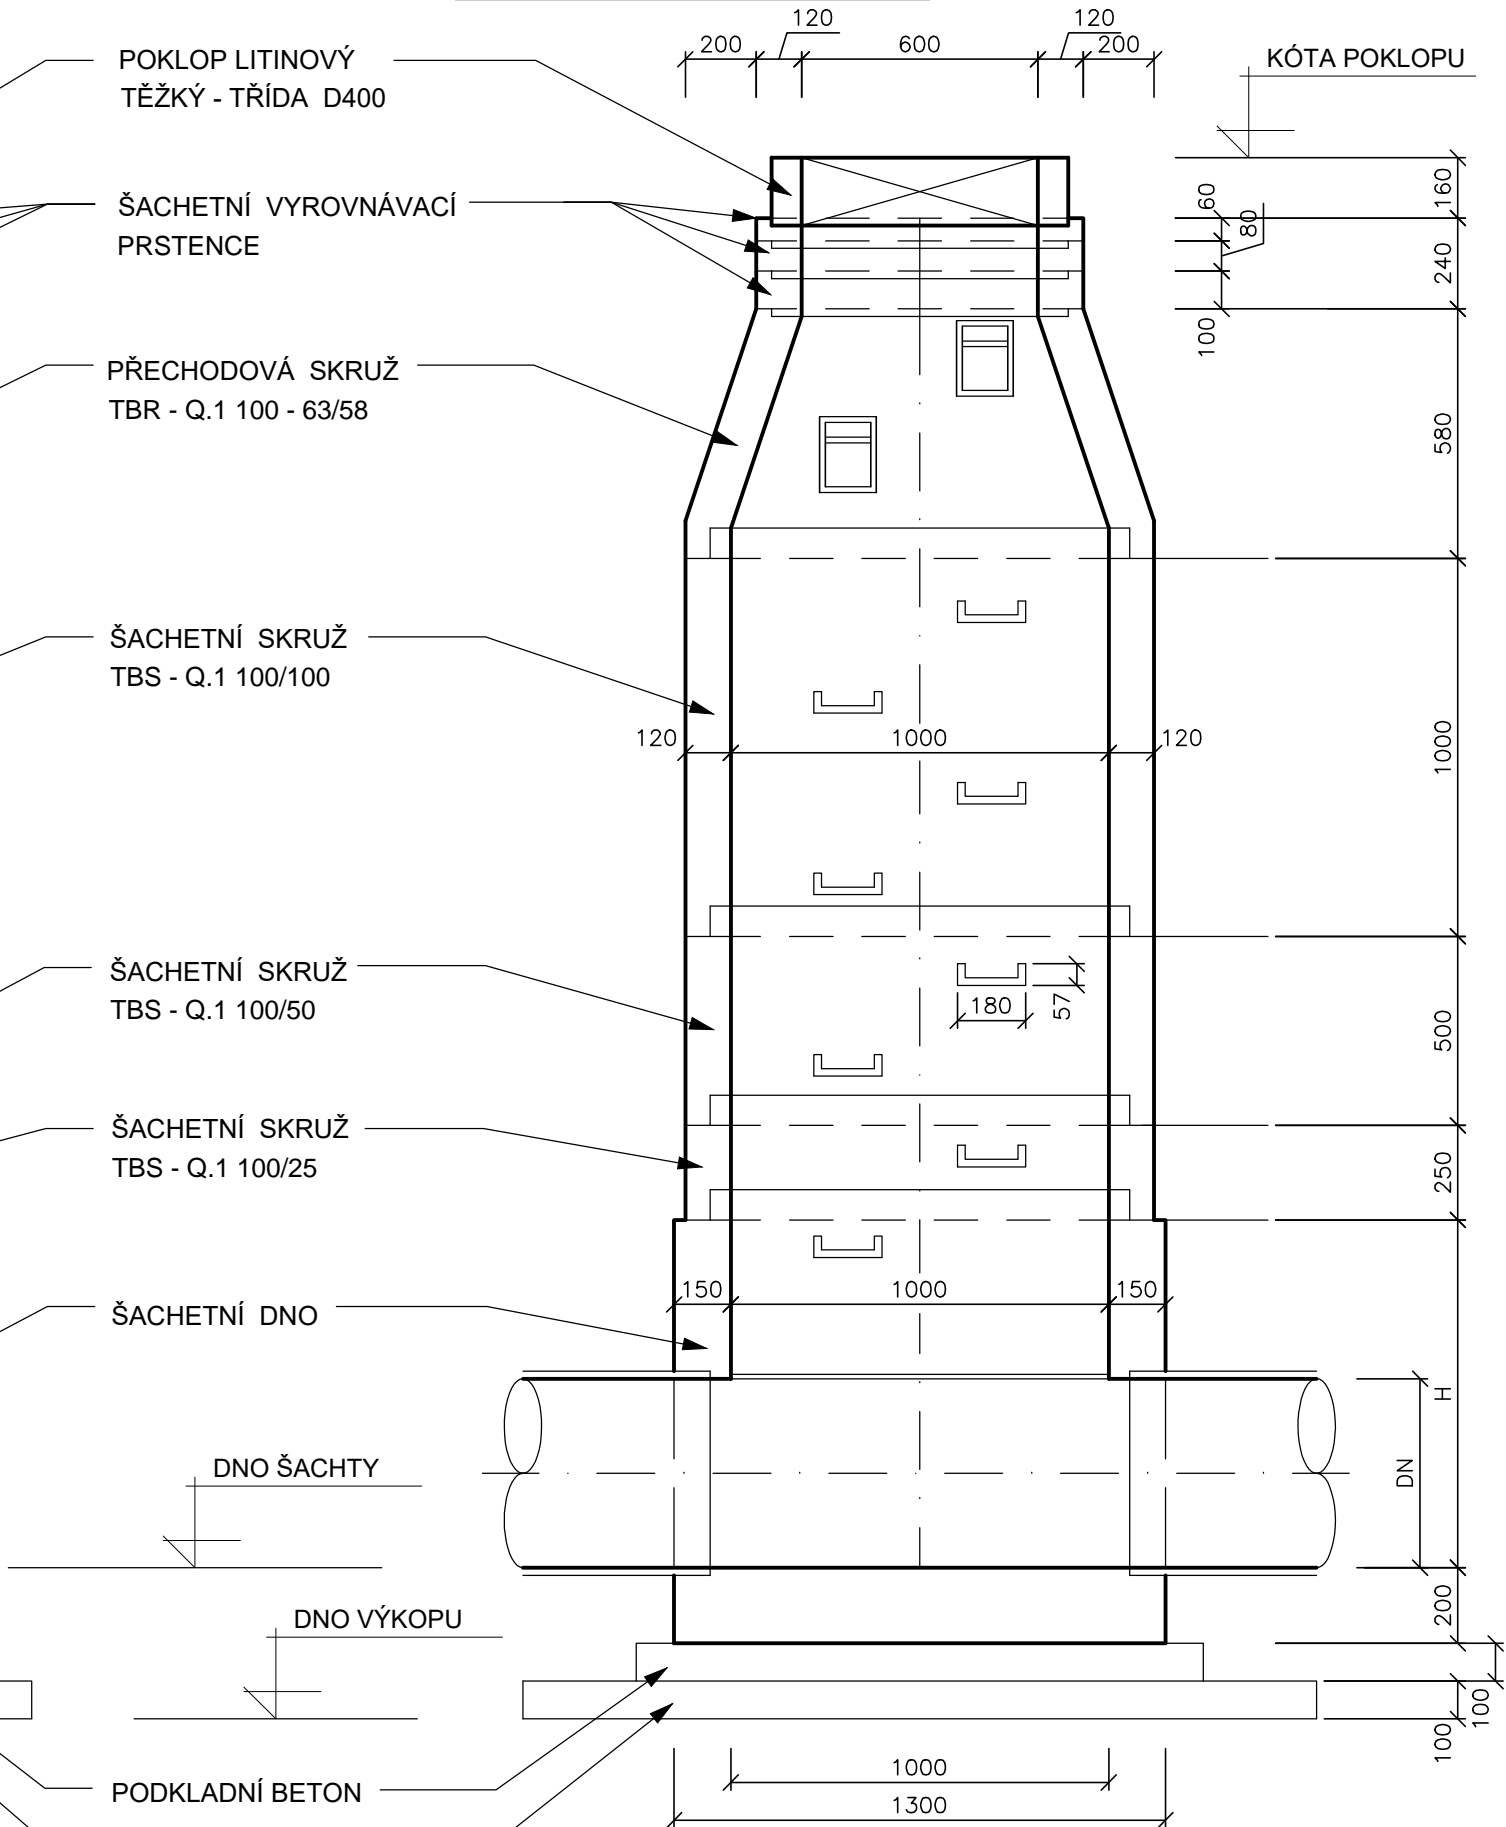 120
120
200
600
200
KÓTA POKLOPU
POKLOP LITINOVÝ
TĚŽKÝ - TŘÍDA D400
160
60
80
ŠACHETNÍ VYROVNÁVACÍ
PRSTENCE
240
100
PŘECHODOVÁ SKRUŽ
TBR - Q.1 100 - 63/58
580
ŠACHETNÍ SKRUŽ
TBS - Q.1 100/100
120
1000
120
1000
ŠACHETNÍ SKRUŽ
TBS - Q.1 100/50
180
57
500
ŠACHETNÍ SKRUŽ
TBS - Q.1 100/25
250
150
1000
150
ŠACHETNÍ DNO
H
DN
DNO ŠACHTY
DNO VÝKOPU
200
100
100
PODKLADNÍ BETON
1000
1300